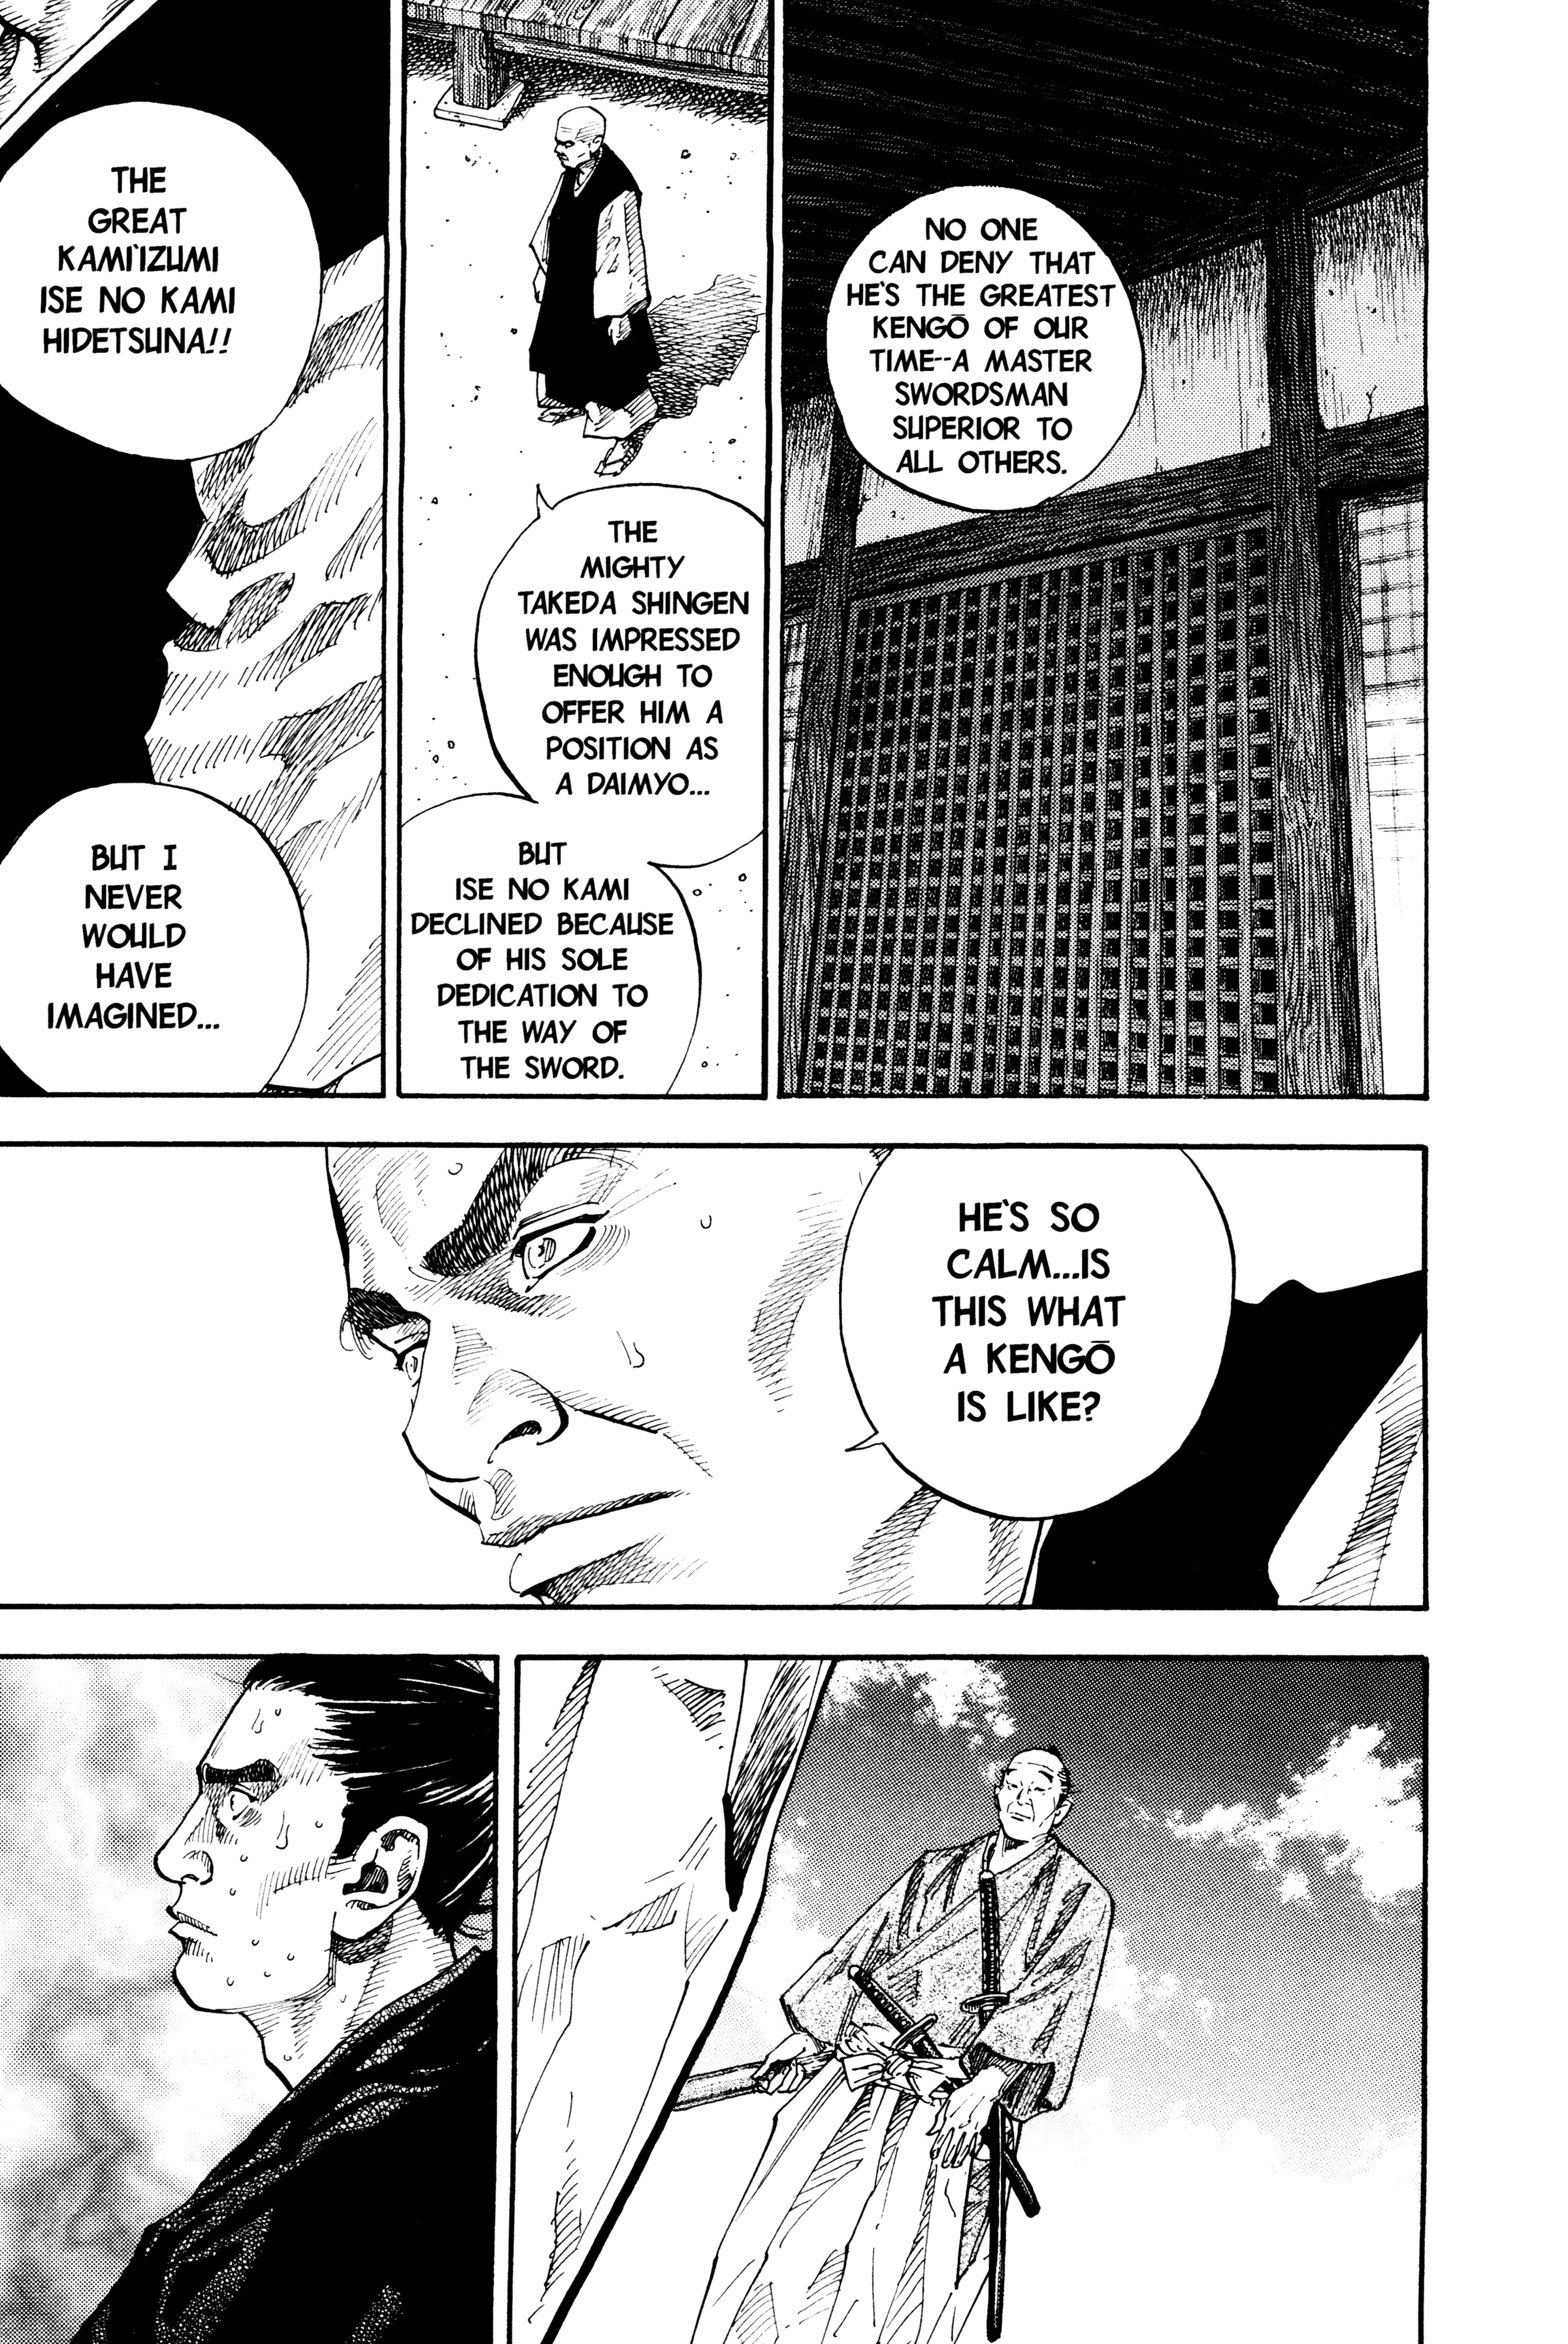 NO ONE
CAN DENY THAT
HE'S THE GREATEST
KENGŌ OF OUR
TIME--A MASTER
SWORDSMAN
SUPERIOR TO
ALL OTHERS.
THE
MIGHTY
TAKEDA SHINGEN
WAS IMPRESSED
ENOUGH TO
OFFER HIM A
POSITION AS
A DAIMYO...
BUT
ISE NO KAMI
DECLINED BECAUSE
OF HIS SOLE
DEDICATION TO
THE WAY OF
THE SWORD.
THE
GREAT
KAMI'IZUMI
ISE NO KAMI
HIDETSUNA!!
BUT I
NEVER
WOULD
HAVE
IMAGINED...
HE'S SO
CALM...IS
THIS WHAT
A KENGŌ
IS LIKE?